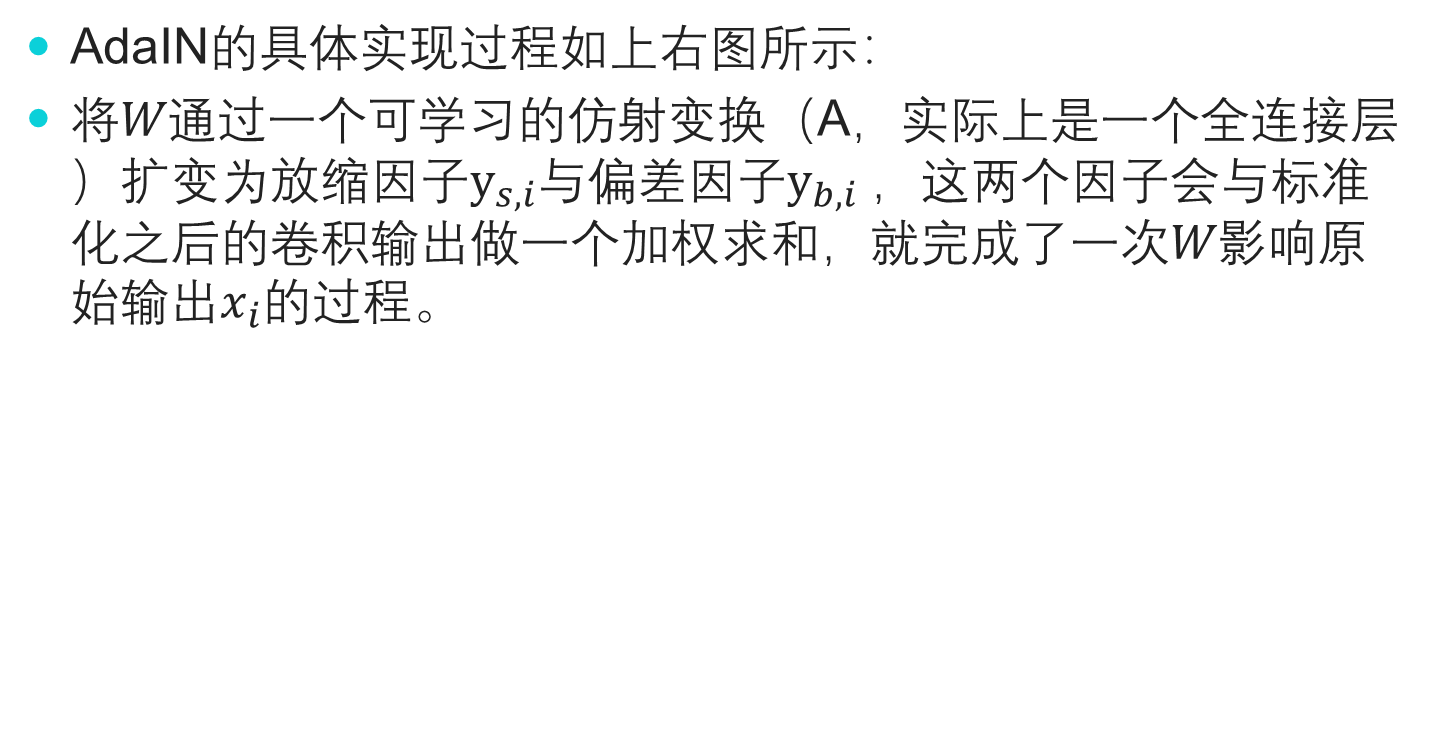 • AdaIN的具体实现过程如上右图所示：
• 将W通过一个可学习的仿射变换（A，实际上是一个全连接层
）扩变为放缩因子y_{s,i}与偏差因子y_{b,i}，这两个因子会与标准
化之后的卷积输出做一个加权求和，就完成了一次W影响原
始输出x_i的过程。